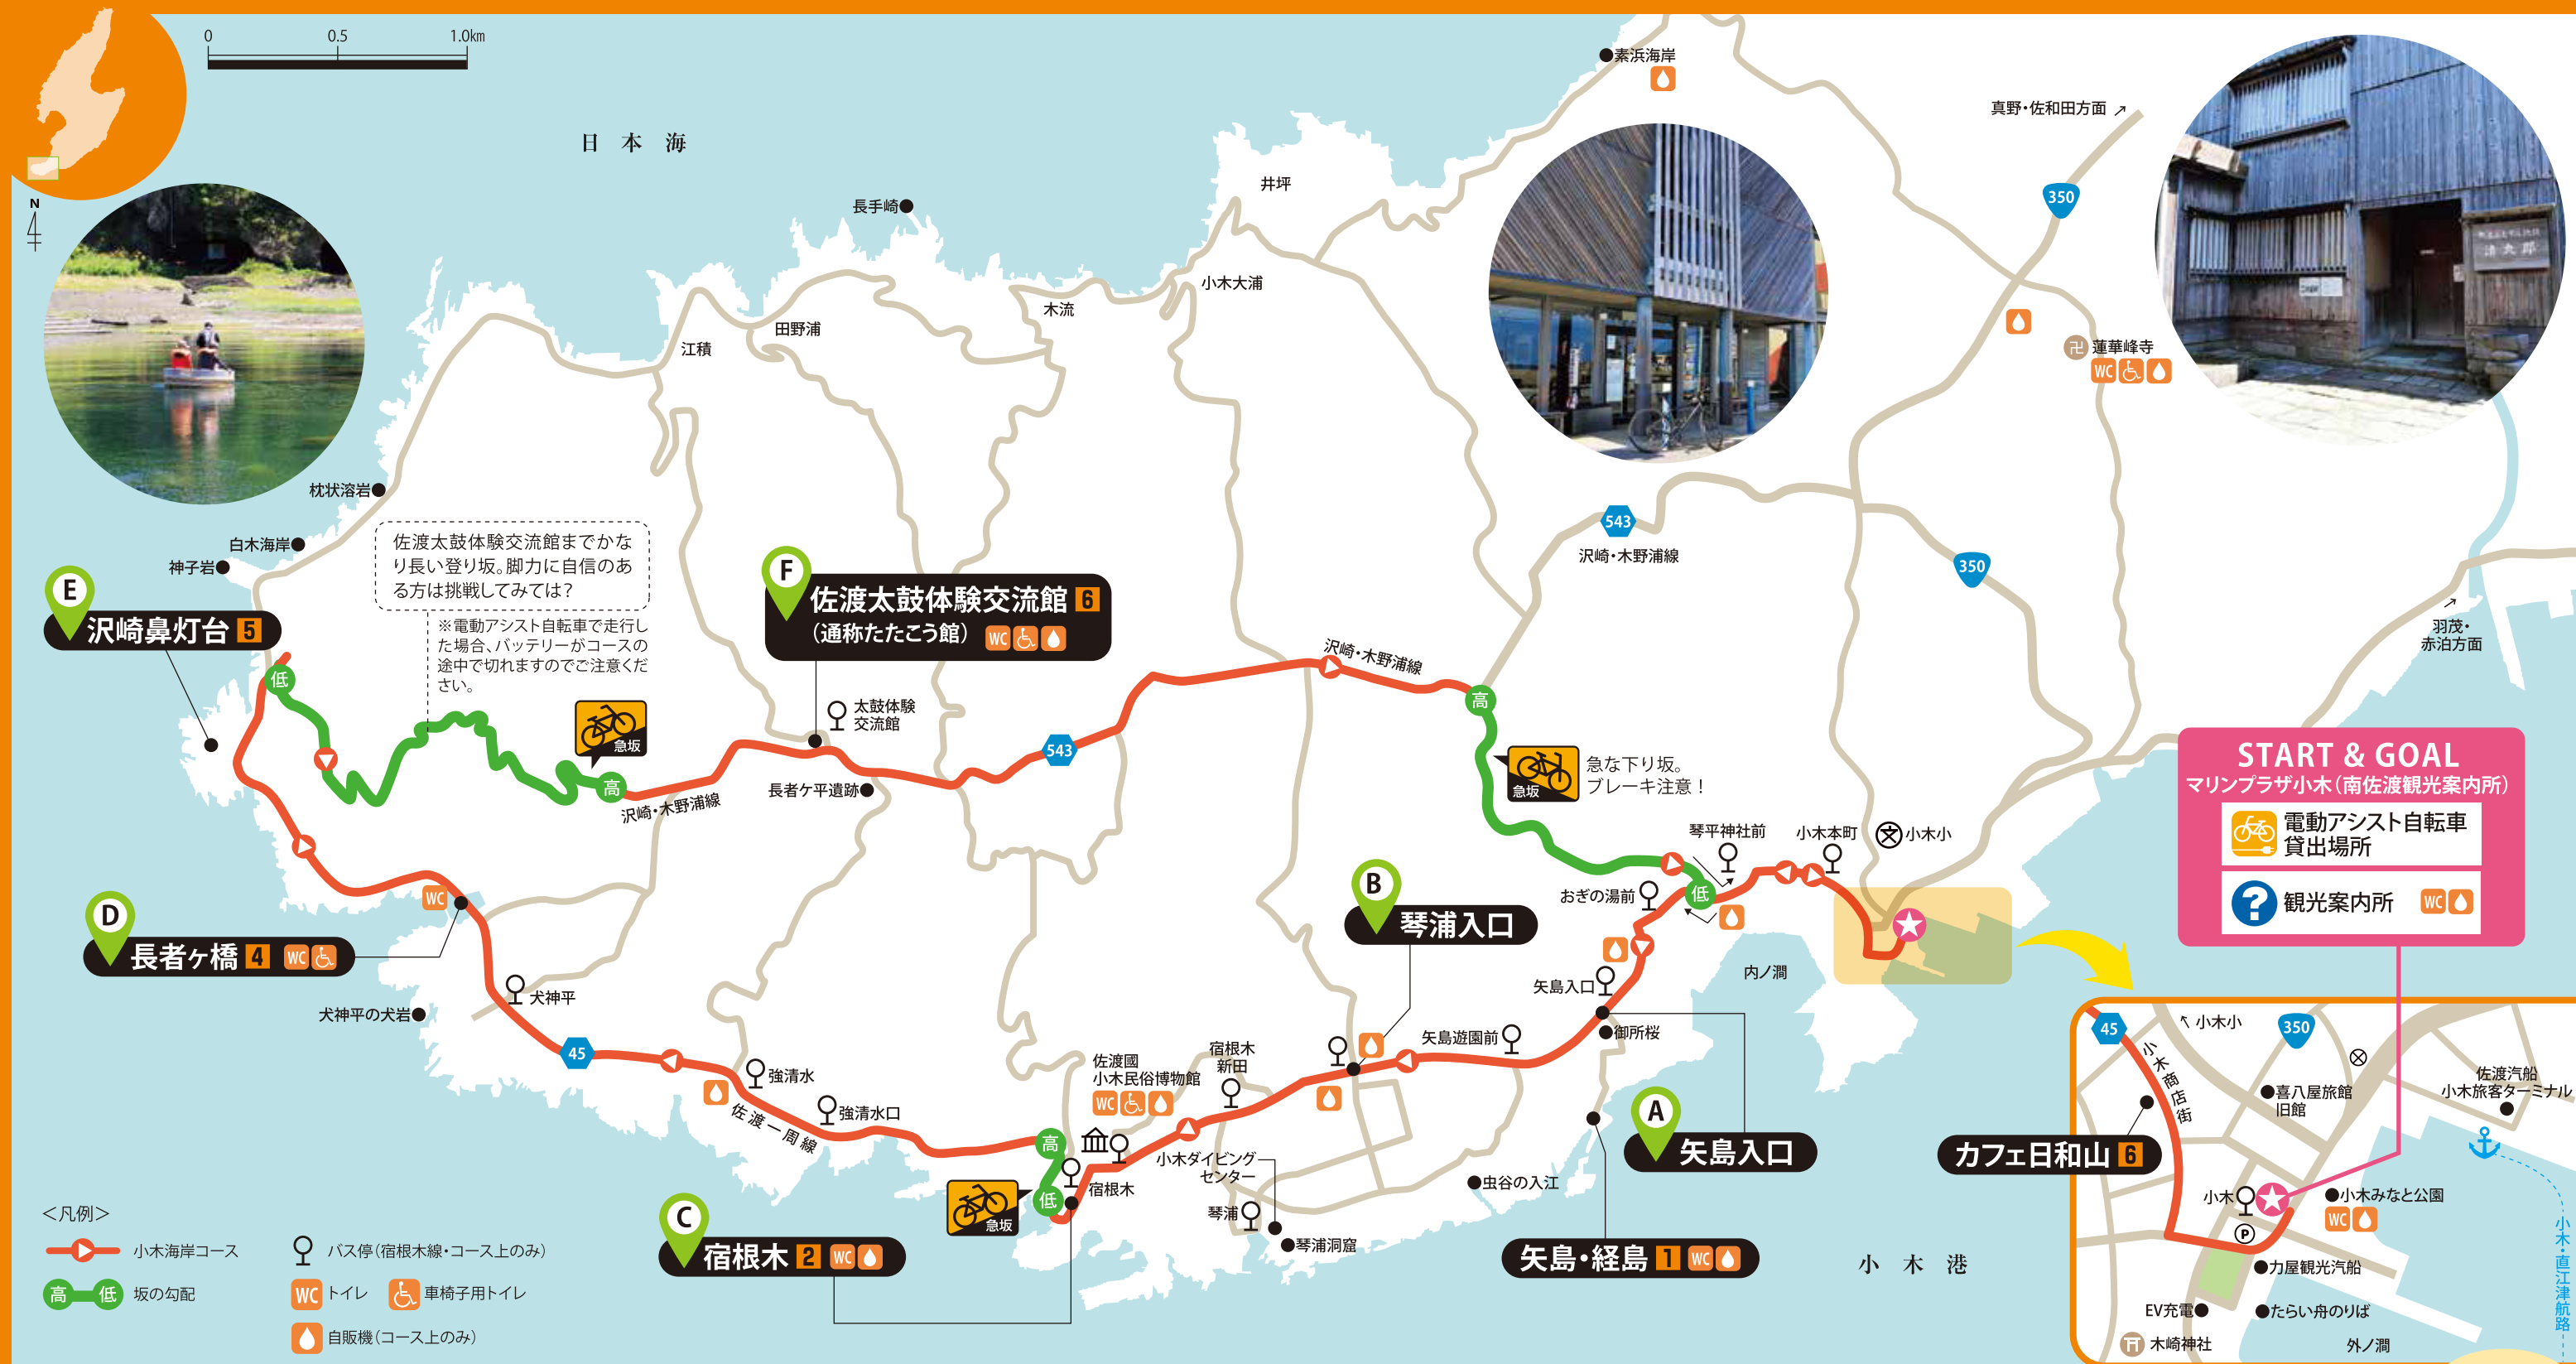 0 0.5 1.0km
N
日本海
素浜海岸
真野・佐和田方面
350
井坪
長手崎
小木大浦
木流
田野浦
江積
卍 蓮華峰寺
WC
清九郎
枕状溶岩
白木海岸
神子岩
佐渡太鼓体験交流館までかな
り長い登り坂。脚力に自信のあ
る方は挑戦してみては?
※電動アシスト自転車で走行し
た場合、バッテリーがコースの
途中で切れますのでご注意くだ
さい。
E
沢崎鼻灯台 5
低
急坂
高
沢崎・木野浦線
F
佐渡太鼓体験交流館 6
(通称たたこう館) WC
太鼓体験
交流館
長者ケ平遺跡
543
沢崎・木野浦線
543
沢崎・木野浦線
350
羽茂・
赤泊方面
高
急坂
急な下り坂。
ブレーキ注意!
琴平神社前
小木本町
文 小木小
おぎの湯前
低
START & GOAL
マリンプラザ小木(南佐渡観光案内所)
電動アシスト自転車
貸出場所
? 観光案内所 WC
D
長者ヶ橋 4 WC
WC
犬神平
犬神平の犬岩
45
強清水
強清水口
佐渡一周線
B
琴浦入口
矢島入口
内ノ澗
御所桜
矢島遊園前
佐渡國
小木民俗博物館
WC
宿根木
新田
高
低
急坂
宿根木
小木ダイビング
センター
琴浦
琴浦洞窟
虫谷の入江
C
宿根木 2 WC
A
矢島入口
矢島・経島 1 WC
小木港
45
小木小
350
小木商店街
喜八屋旅館
旧館
佐渡汽船
小木旅客ターミナル
カフェ日和山 6
小木
P
小木みなと公園
WC
力屋観光汽船
EV充電
たらい舟のりば
木崎神社
外ノ澗
小木・直江津航路
<凡例>
小木海岸コース
高 低 坂の勾配
バス停(宿根木線・コース上のみ)
WC トイレ 車椅子用トイレ
自販機(コース上のみ)